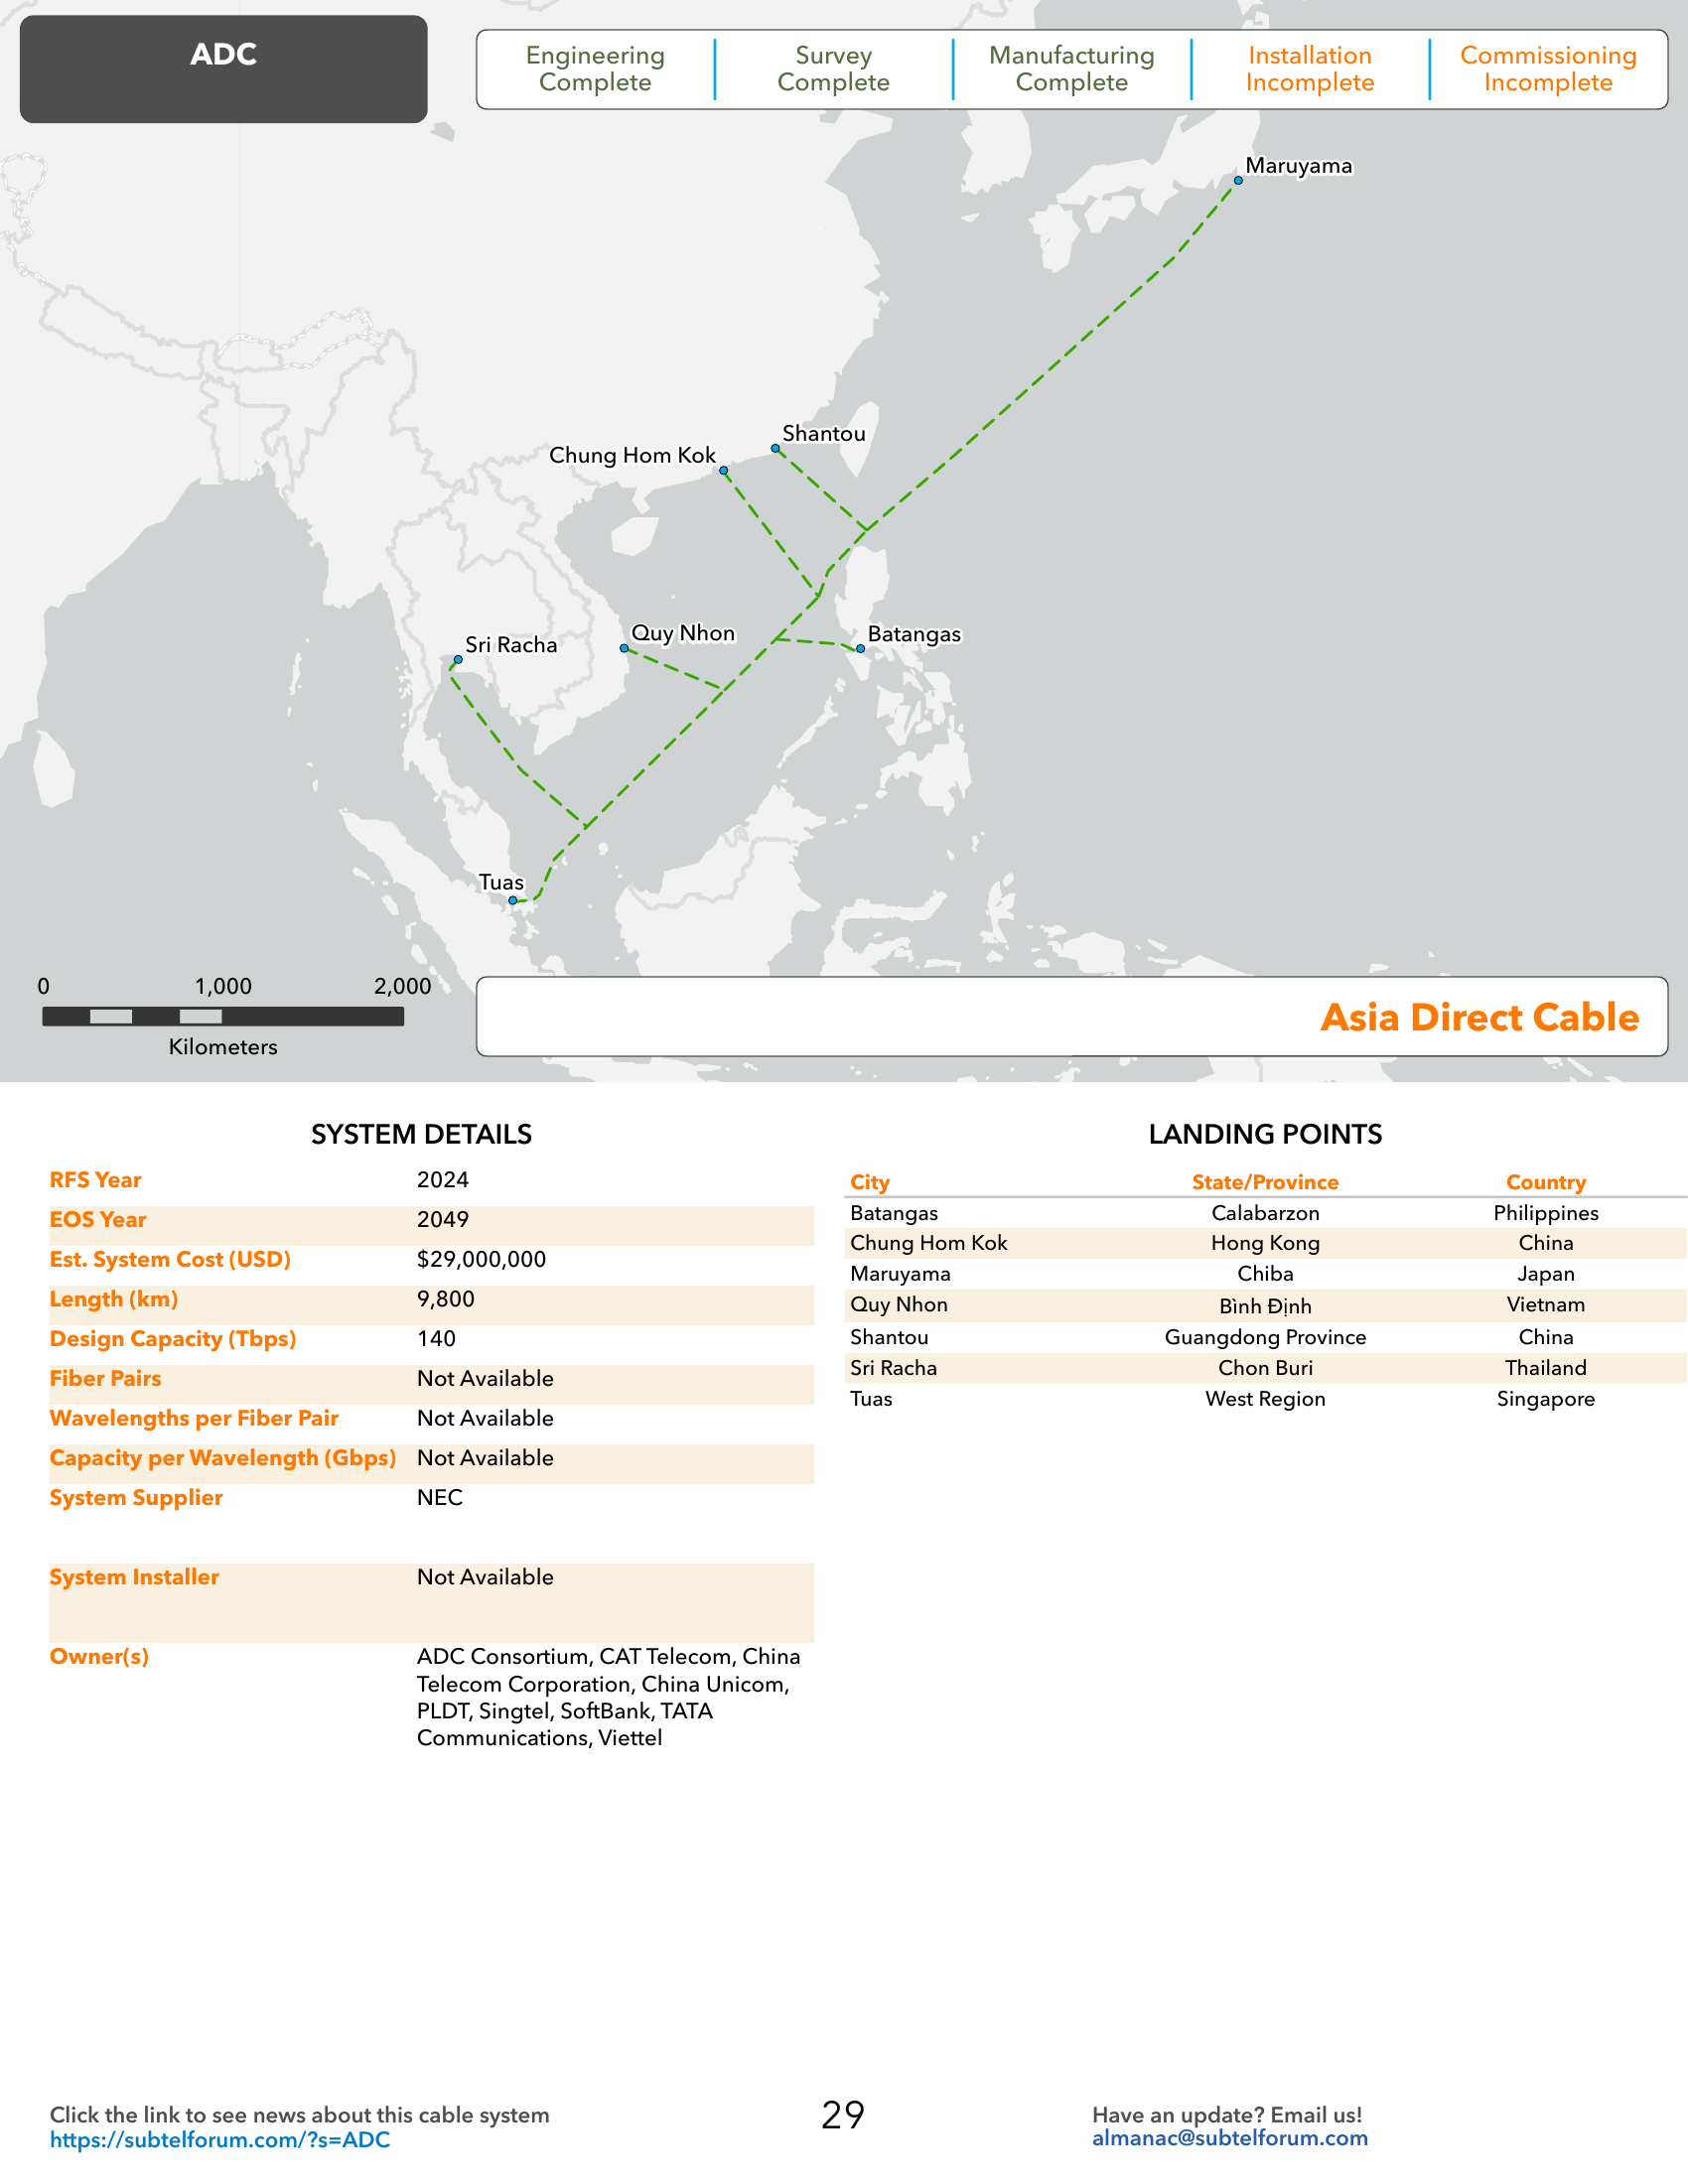 ADC
Engineering
Complete
Survey
Complete
Manufacturing
Complete
Installation
Incomplete
Commissioning
Incomplete
Maruyama
Shantou
Chung Hom Kok
Quy Nhon
Batangas
Sri Racha
Tuas
0 1,000 2,000
Kilometers
Asia Direct Cable
SYSTEM DETAILS
RFS Year 2024
EOS Year 2049
Est. System Cost (USD) $29,000,000
Length (km) 9,800
Design Capacity (Tbps) 140
Fiber Pairs Not Available
Wavelengths per Fiber Pair Not Available
Capacity per Wavelength (Gbps) Not Available
System Supplier NEC
System Installer Not Available
Owner(s) ADC Consortium, CAT Telecom, China
Telecom Corporation, China Unicom,
PLDT, Singtel, SoftBank, TATA
Communications, Viettel
LANDING POINTS
City State/Province Country
Batangas Calabarzon Philippines
Chung Hom Kok Hong Kong China
Maruyama Chiba Japan
Quy Nhon Bình Định Vietnam
Shantou Guangdong Province China
Sri Racha Chon Buri Thailand
Tuas West Region Singapore
Click the link to see news about this cable system
https://subtelforum.com/?s=ADC
29
Have an update? Email us!
almanac@subtelforum.com